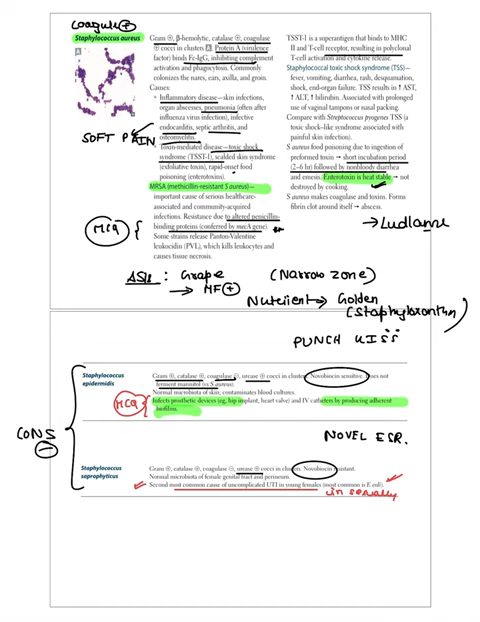 coagulase ⊕
Staphylococcus aureus
A
Gram ⊕, β-hemolytic, catalase ⊕, coagulase
⊕ cocci in clusters A. Protein A (virulence
factor) binds Fc-IgG, inhibiting complement
activation and phagocytosis. Commonly
colonizes the nares, ears, axilla, and groin.
Causes:
• Inflammatory disease—skin infections,
organ abscesses, pneumonia (often after
influenza virus infection), infective
endocarditis, septic arthritis, and
osteomyelitis.
SOFT PAIN
• Toxin-mediated disease—toxic shock
syndrome (TSST-1), scalded skin syndrome
(exfoliative toxin), rapid-onset food
poisoning (enterotoxins).
MRSA (methicillin-resistant S aureus)—
important cause of serious healthcare-
associated and community-acquired
infections. Resistance due to altered penicillin-
binding proteins (conferred by mecA gene).
Some strains release Panton-Valentine
leukocidin (PVL), which kills leukocytes and
causes tissue necrosis.
MCQ {
TSST-1 is a superantigen that binds to MHC
II and T-cell receptor, resulting in polyclonal
T-cell activation and cytokine release.
Staphylococcal toxic shock syndrome (TSS)—
fever, vomiting, diarrhea, rash, desquamation,
shock, end-organ failure. TSS results in ↑ AST,
↑ ALT, ↑ bilirubin. Associated with prolonged
use of vaginal tampons or nasal packing.
Compare with Streptococcus pyogenes TSS (a
toxic shock–like syndrome associated with
painful skin infection).
S aureus food poisoning due to ingestion of
preformed toxin → short incubation period
(2–6 hr) followed by nonbloody diarrhea
and emesis. Enterotoxin is heat stable → not
destroyed by cooking.
S aureus makes coagulase and toxins. Forms
fibrin clot around itself → abscess.
→ Ludlame
: Grape (Narrow zone)
→ MF ⊕
Nutrient → Golden
(Staphyloxanthin)
PUNCH KISS
Staphylococcus
epidermidis
Gram ⊕, catalase ⊕, coagulase ⊖, urease ⊕ cocci in clusters. Novobiocin sensitive. Does not
ferment mannitol (vs S aureus).
Normal microbiota of skin; contaminates blood cultures.
MCQ { Infects prosthetic devices (eg, hip implant, heart valve) and IV catheters by producing adherent
biofilms.
CONS
⊖
NOVEL ESR.
Staphylococcus
saprophyticus
Gram ⊕, catalase ⊕, coagulase ⊖, urease ⊕ cocci in clusters. Novobiocin resistant.
Normal microbiota of female genital tract and perineum.
Second most common cause of uncomplicated UTI in young females (most common is E coli).